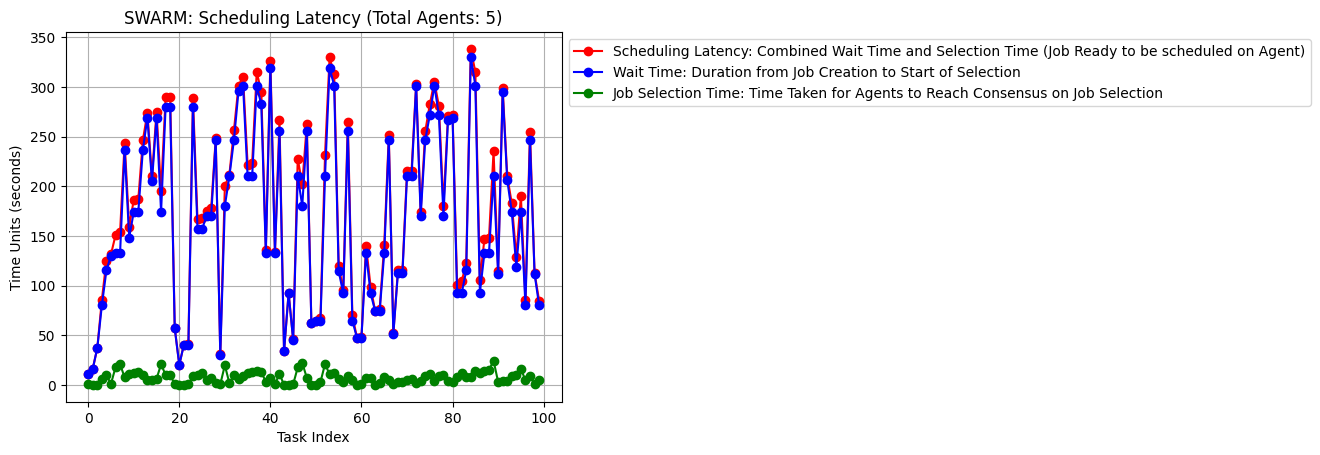 SWARM: Scheduling Latency (Total Agents: 5)
Scheduling Latency: Combined Wait Time and Selection Time (Job Ready to be scheduled on Agent)
Wait Time: Duration from Job Creation to Start of Selection
Job Selection Time: Time Taken for Agents to Reach Consensus on Job Selection
Time Units (seconds)
350
300
250
200
150
100
50
0
0 20 40 60 80 100
Task Index